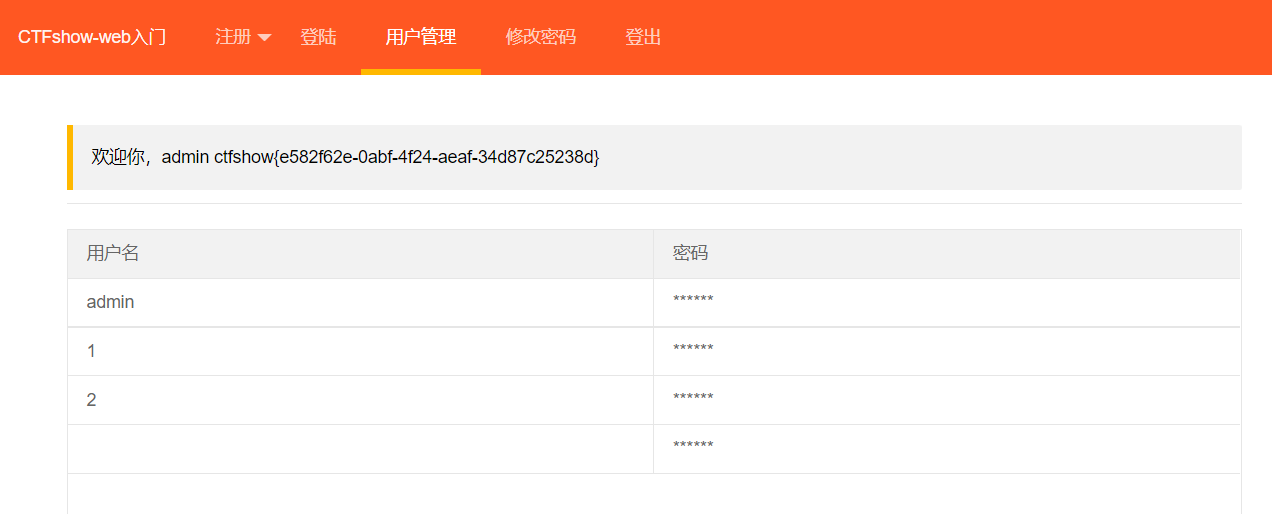 CTFshow-web入门 注册 登陆 用户管理 修改密码 登出
欢迎你，admin ctfshow{e582f62e-0abf-4f24-aeaf-34d87c25238d}
用户名 密码
admin ******
1 ******
2 ******
******